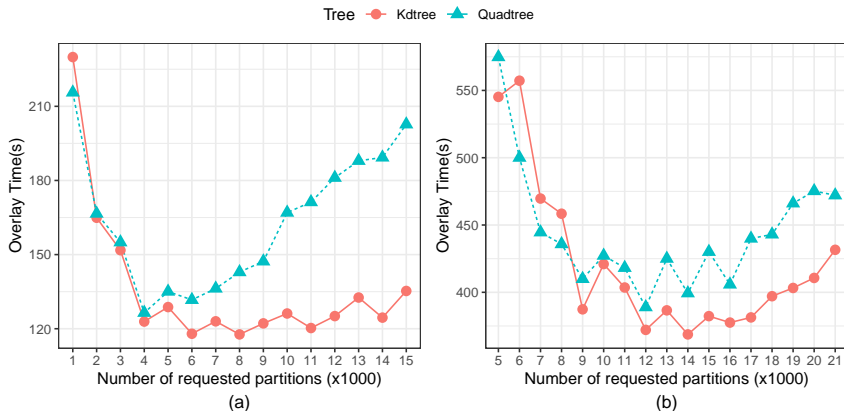 Tree Kdtree Quadtree
Overlay Time(s)
210
180
150
120
1 2 3 4 5 6 7 8 9 10 11 12 13 14 15
Number of requested partitions (x1000)
(a)
Overlay Time(s)
550
500
450
400
5 6 7 8 9 10 11 12 13 14 15 16 17 18 19 20 21
Number of requested partitions (x1000)
(b)